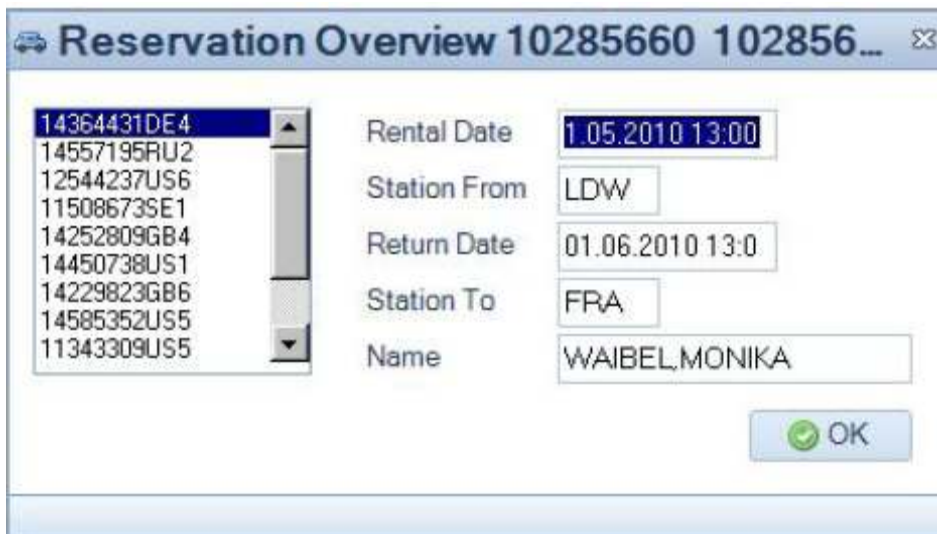 Reservation Overview 10285660 102856...
14364431DE4
14557195RU2
12544237US6
11508673SE1
14252809GB4
14450738US1
14229823GB6
14585352US5
11343309US5
Rental Date 1.05.2010 13:00
Station From LDW
Return Date 01.06.2010 13:0
Station To FRA
Name WAIBEL,MONIKA
OK